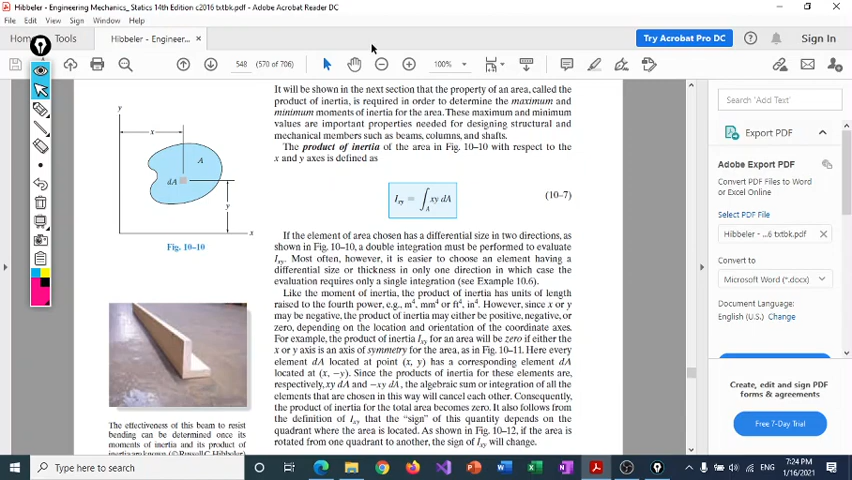 Hibbeler - Engineering Mechanics_ Statics 14th Edition c2016 txtbk.pdf - Adobe Acrobat Reader DC
File Edit View Sign Window Help
Home Tools Hibbeler - Engineer... × Try Acrobat Pro DC Sign In
548 (570 of 706) 100%
It will be shown in the next section that the property of an area, called the
product of inertia, is required in order to determine the maximum and
minimum moments of inertia for the area. These maximum and minimum
values are important properties needed for designing structural and
mechanical members such as beams, columns, and shafts.
The product of inertia of the area in Fig. 10–10 with respect to the
x and y axes is defined as
Ixy = ∫A xy dA (10–7)
If the element of area chosen has a differential size in two directions, as
shown in Fig. 10–10, a double integration must be performed to evaluate
Ixy. Most often, however, it is easier to choose an element having a
differential size or thickness in only one direction in which case the
evaluation requires only a single integration (see Example 10.6).
Like the moment of inertia, the product of inertia has units of length
raised to the fourth power, e.g., m⁴, mm⁴ or ft⁴, in⁴. However, since x or y
may be negative, the product of inertia may either be positive, negative, or
zero, depending on the location and orientation of the coordinate axes.
For example, the product of inertia Ixy for an area will be zero if either the
x or y axis is an axis of symmetry for the area, as in Fig. 10–11. Here every
element dA located at point (x, y) has a corresponding element dA
located at (x, −y). Since the products of inertia for these elements are,
respectively, xy dA and −xy dA, the algebraic sum or integration of all the
elements that are chosen in this way will cancel each other. Consequently,
the product of inertia for the total area becomes zero. It also follows from
the definition of Ixy that the “sign” of this quantity depends on the
quadrant where the area is located. As shown in Fig. 10–12, if the area is
rotated from one quadrant to another, the sign of Ixy will change.
y
x
A
dA
y
x
Fig. 10–10
The effectiveness of this beam to resist
bending can be determined once its
moments of inertia and its product of
inertia are known. (© Russell C. Hibbeler)
Search 'Add Text'
Export PDF
Adobe Export PDF
Convert PDF Files to Word
or Excel Online
Select PDF File
Hibbeler - ...6 txtbk.pdf
Convert to
Microsoft Word (*.docx)
Document Language:
English (U.S.) Change
Create, edit and sign PDF
forms & agreements
Free 7-Day Trial
Type here to search
ENG
7:24 PM
1/16/2021